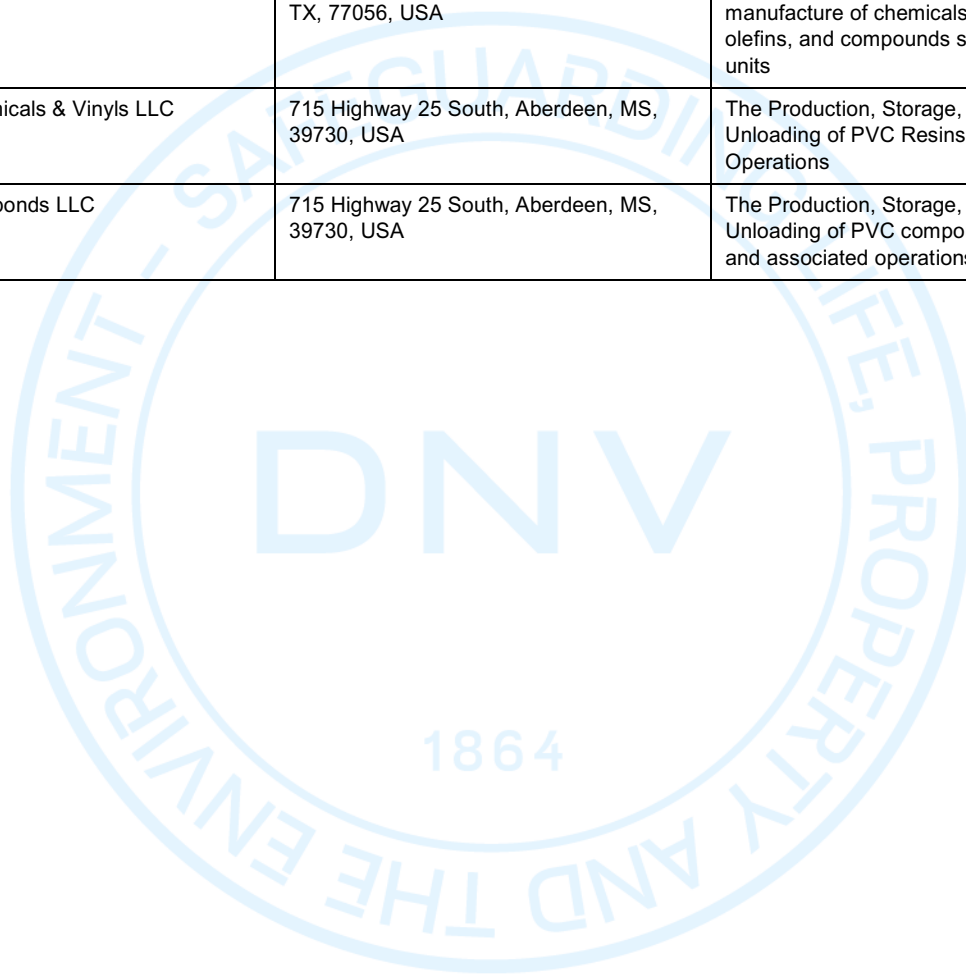 TX, 77056, USA
manufacture of chemicals
olefins, and compounds s
units
nicals & Vinyls LLC
715 Highway 25 South, Aberdeen, MS,
39730, USA
The Production, Storage,
Unloading of PVC Resins
Operations
ponds LLC
715 Highway 25 South, Aberdeen, MS,
39730, USA
The Production, Storage,
Unloading of PVC compo
and associated operations
SAFEGUARDING LIFE, PROPERTY AND THE ENVIRONMENT –
DNV
1864